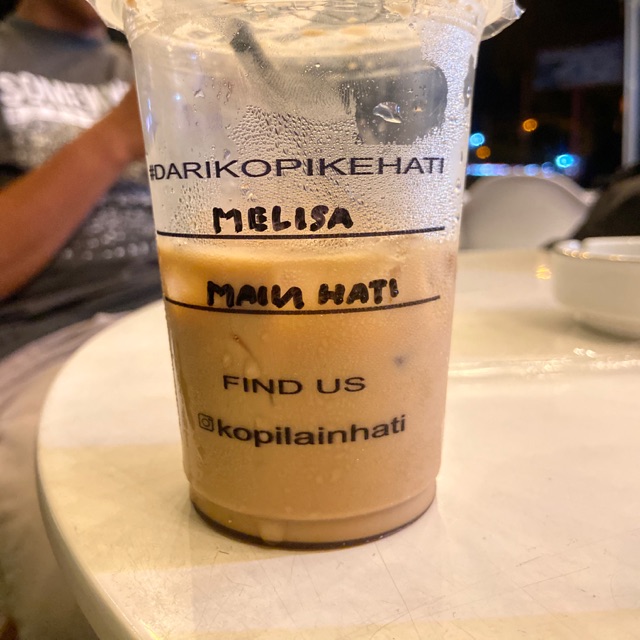 #DARIKOPIKEHATI
MELISA
MAIN HATI
FIND US
kopilainhati